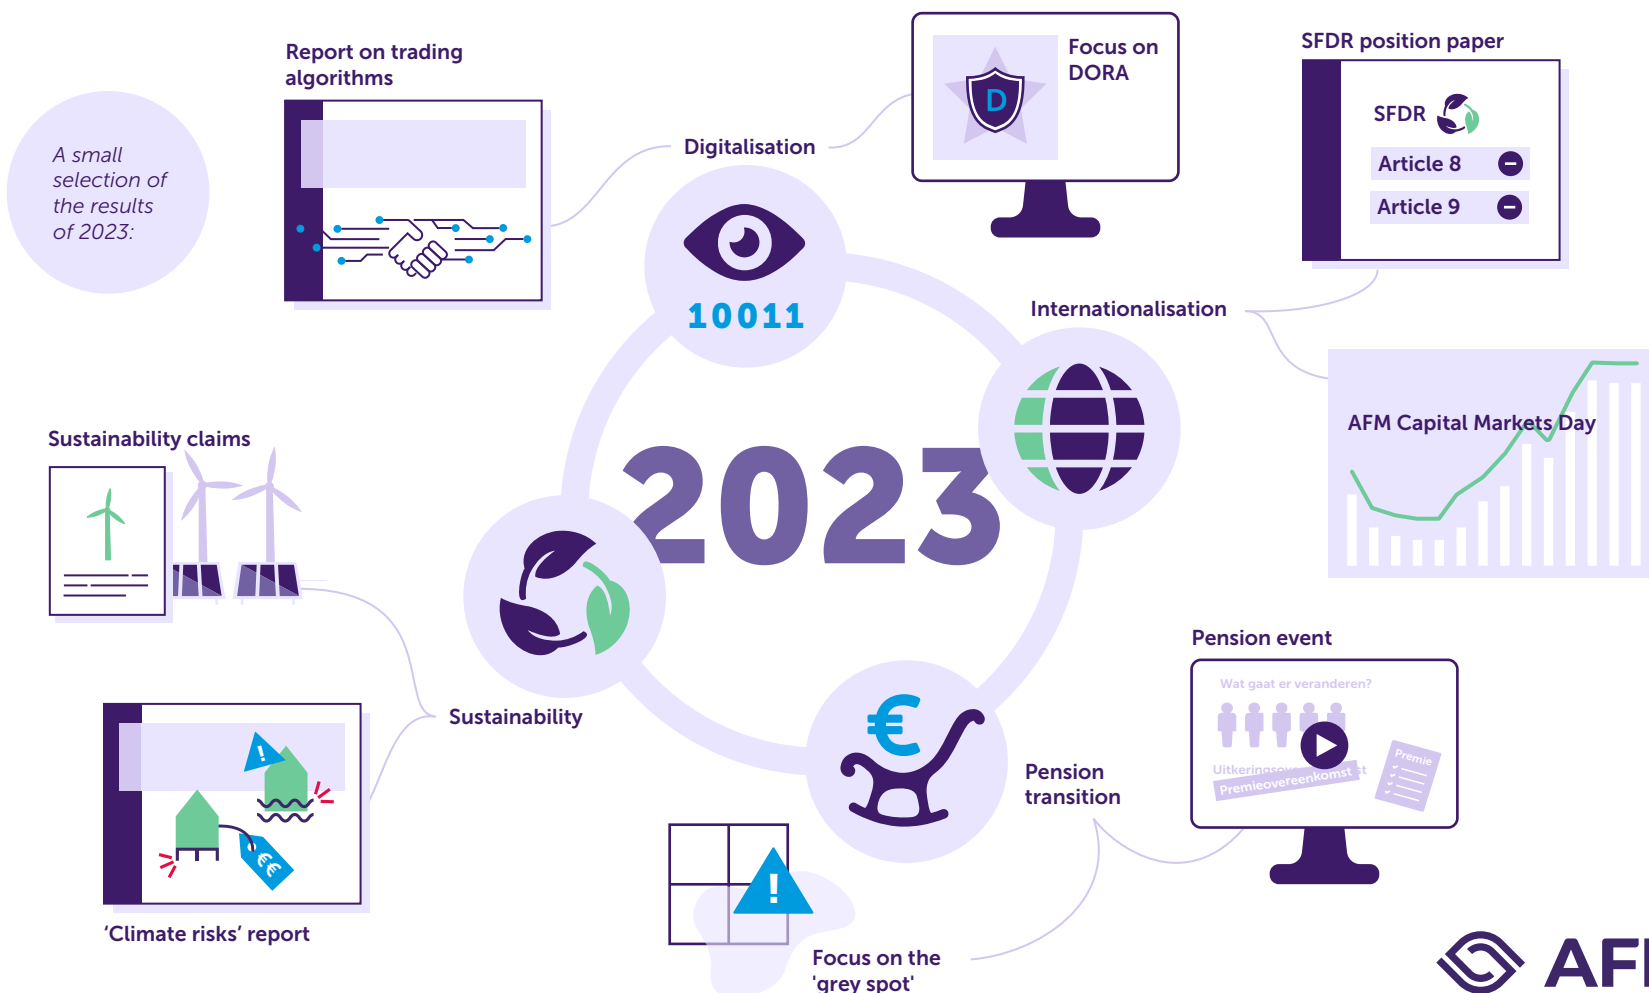 A small
selection of
the results
of 2023:
Report on trading
algorithms
Digitalisation
D
Focus on
DORA
SFDR position paper
SFDR
Article 8
Article 9
10011
Internationalisation
AFM Capital Markets Day
2023
Sustainability claims
Sustainability
!
€€
'Climate risks' report
€
Pension
transition
Pension event
Wat gaat er veranderen?
Premieovereenkomst
Premie
!
Focus on the
'grey spot'